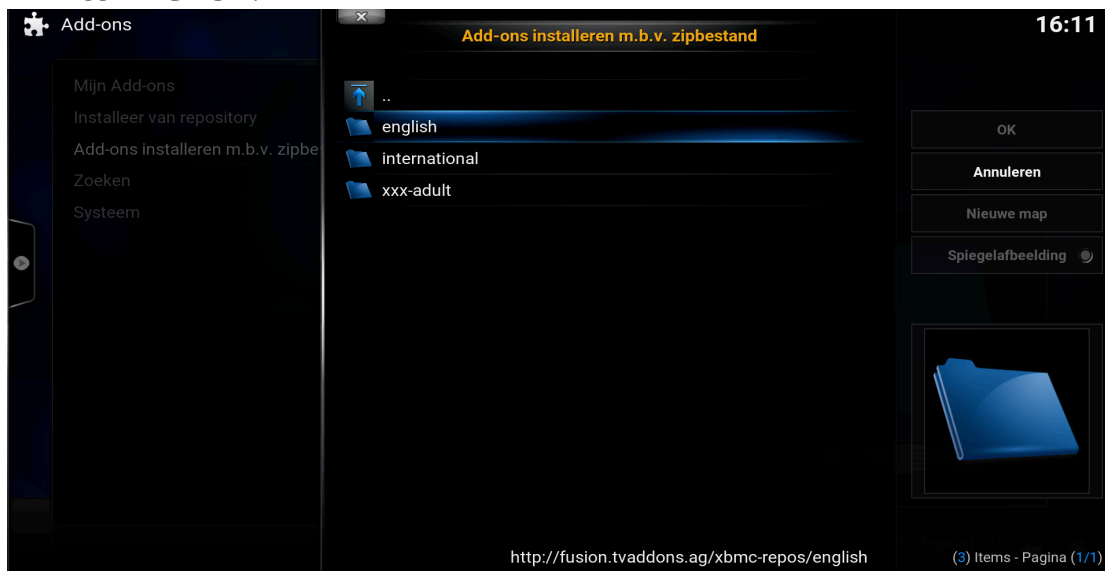 Add-ons
Add-ons installeren m.b.v. zipbestand
16:11
Mijn Add-ons
Installeer van repository
Add-ons installeren m.b.v. zipbe
Zoeken
Systeem
..
english
international
xxx-adult
OK
Annuleren
Nieuwe map
Spiegelafbeelding
http://fusion.tvaddons.ag/xbmc-repos/english
(3) Items - Pagina (1/1)